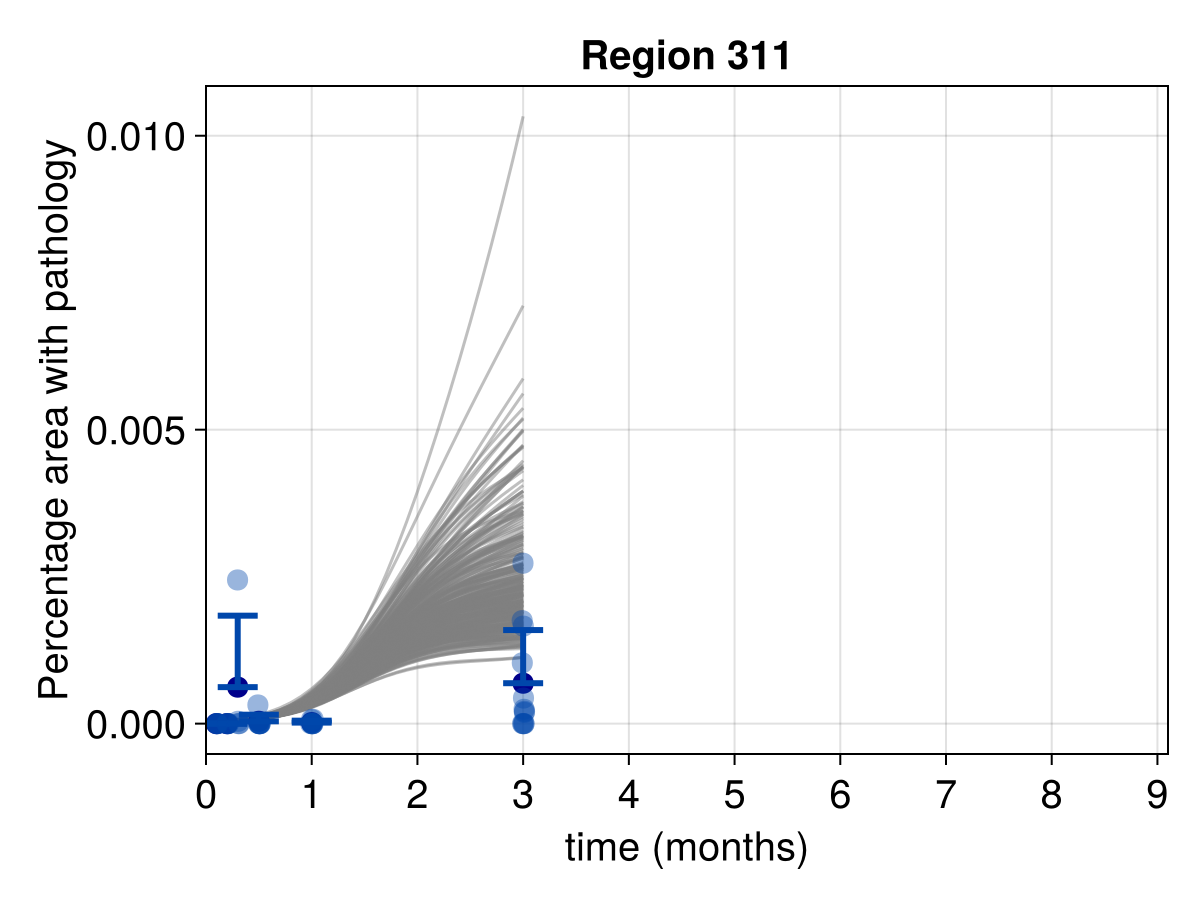 Region 311
Percentage area with pathology
0.010
0.005
0.000
0 1 2 3 4 5 6 7 8 9
time (months)